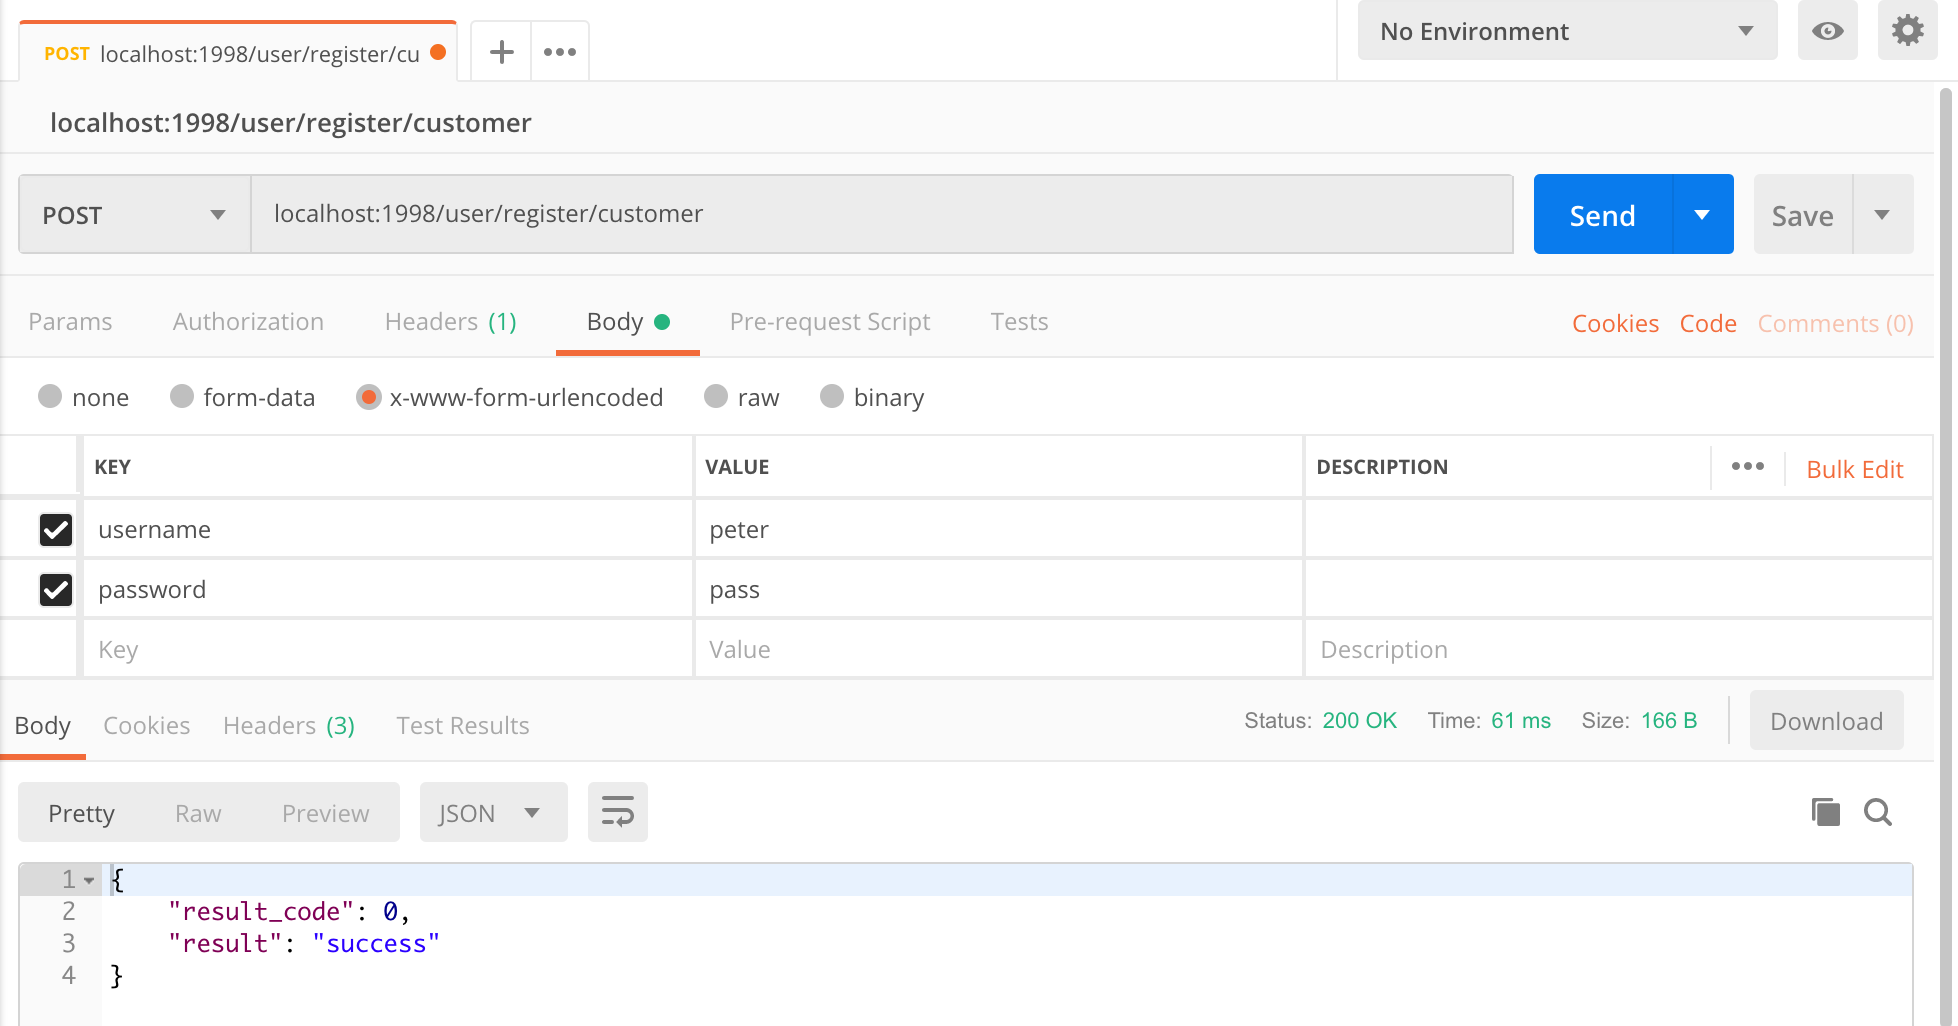 POST localhost:1998/user/register/cu
No Environment
localhost:1998/user/register/customer
POST localhost:1998/user/register/customer Send Save
Params Authorization Headers (1) Body Pre-request Script Tests Cookies Code Comments (0)
none form-data x-www-form-urlencoded raw binary
KEY VALUE DESCRIPTION Bulk Edit
username peter
password pass
Key Value Description
Body Cookies Headers (3) Test Results Status: 200 OK Time: 61 ms Size: 166 B Download
Pretty Raw Preview JSON
1 {
2 "result_code": 0,
3 "result": "success"
4 }